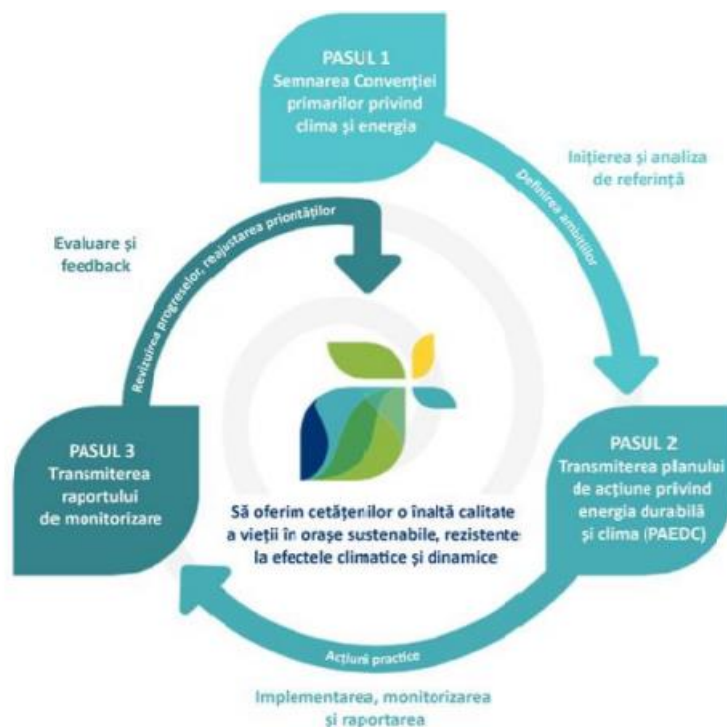 PASUL 1
Semnarea Convenției
primarilor privind
clima și energia
Definirea ambițiilor
Inițierea și analiza
de referință
PASUL 2
Transmiterea planului
de acțiune privind
energia durabilă
și clima (PAEDC)
Acțiuni practice
Implementarea, monitorizarea
și raportarea
PASUL 3
Transmiterea
raportului
de monitorizare
Revizuirea progreselor, reajustarea priorităților
Evaluare și
feedback
Să oferim cetățenilor o înaltă calitate
a vieții în orașe sustenabile, rezistente
la efectele climatice și dinamice